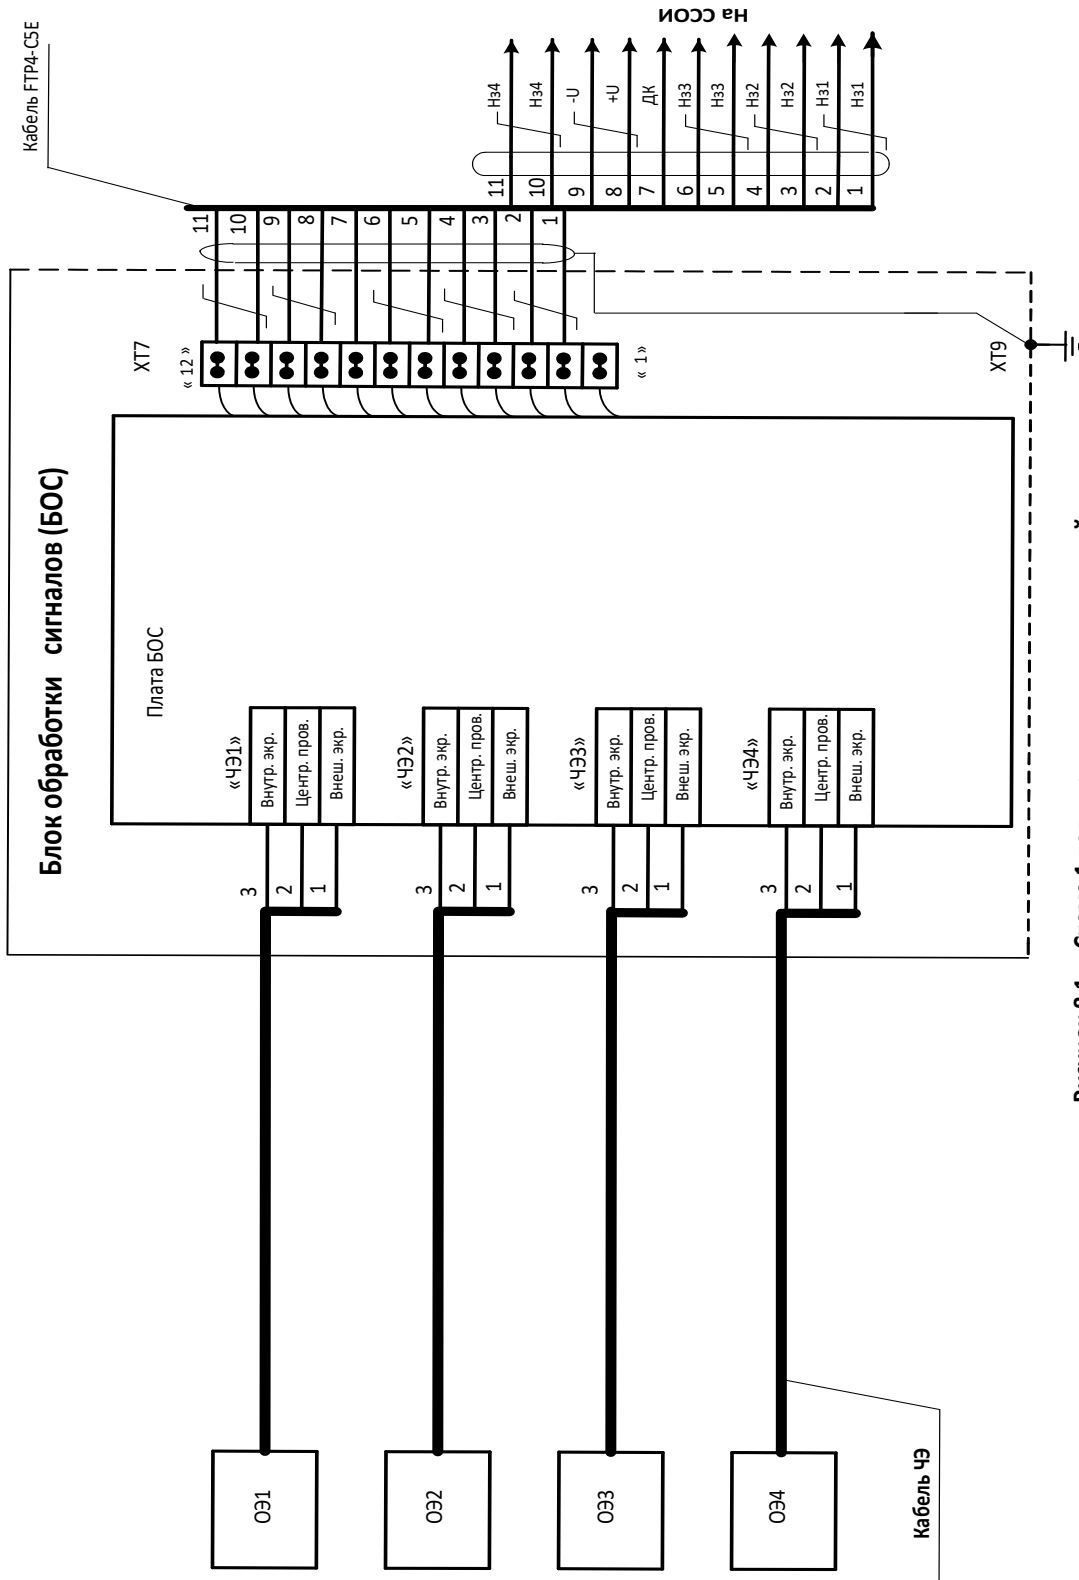 Кабель FTP4-C5E
На ССОИ
Нз4
Нз4
-U
+U
ДК
Нз3
Нз3
Нз2
Нз2
Нз1
Нз1
11
10
9
8
7
6
5
4
3
2
1
11
10
9
8
7
6
5
4
3
2
1
XT7
« 12 »
« 1 »
XT9
Блок обработки сигналов (БОС)
Плата БОС
«ЧЭ1»
Внутр. экр.
Центр. пров.
Внеш. экр.
3
2
1
«ЧЭ2»
Внутр. экр.
Центр. пров.
Внеш. экр.
3
2
1
«ЧЭ3»
Внутр. экр.
Центр. пров.
Внеш. экр.
3
2
1
«ЧЭ4»
Внутр. экр.
Центр. пров.
Внеш. экр.
3
2
1
ОЭ1
ОЭ2
ОЭ3
ОЭ4
Кабель ЧЭ